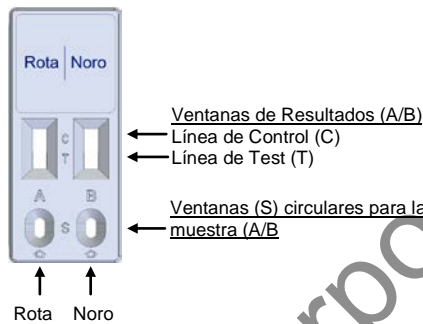 Rota Noro
Ventanas de Resultados (A/B)
C
Línea de Control (C)
T
Línea de Test (T)
A B
Ventanas (S) circulares para la
S
muestra (A/B
Rota Noro